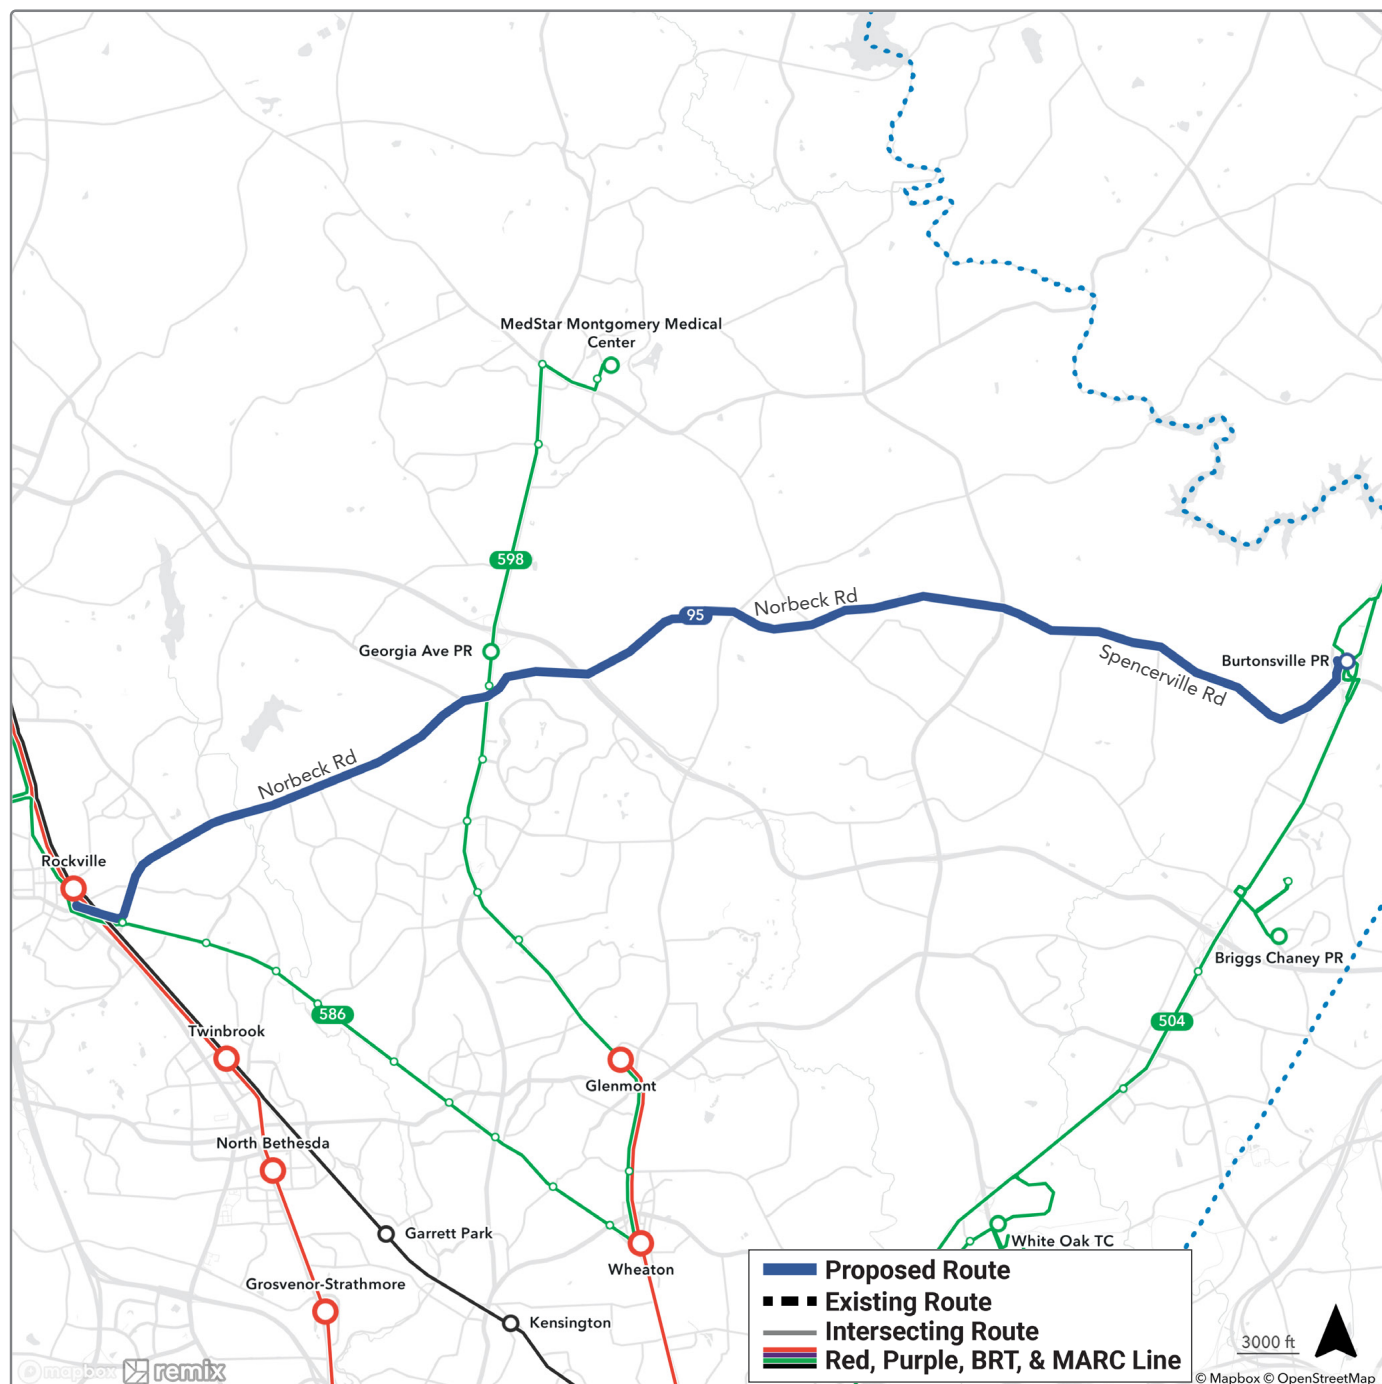 MedStar Montgomery Medical
Center
598
Georgia Ave PR
95
Norbeck Rd
Spencerville Rd
Burtonsville PR
Norbeck Rd
Rockville
586
Twinbrook
Glenmont
Briggs Chaney PR
504
North Bethesda
Garrett Park
White Oak TC
Wheaton
Grosvenor-Strathmore
Kensington
Proposed Route
Existing Route
Intersecting Route
Red, Purple, BRT, & MARC Line
3000 ft
mapbox remix
© Mapbox © OpenStreetMap